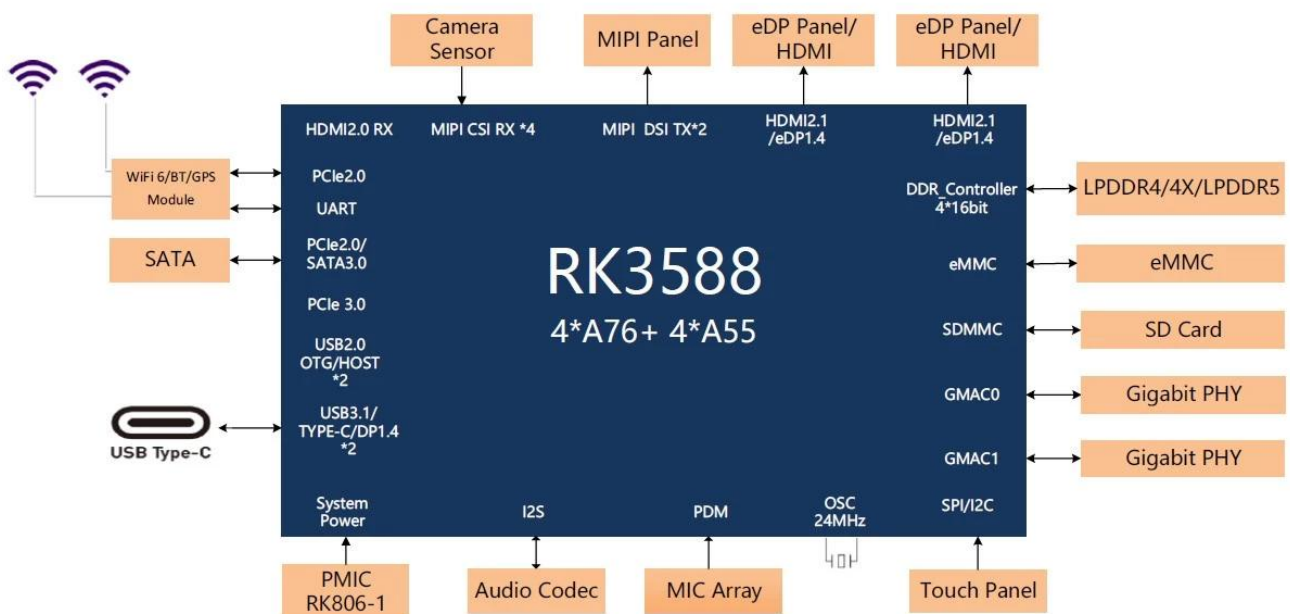 Camera
Sensor
MIPI Panel
eDP Panel/
HDMI
eDP Panel/
HDMI
HDMI2.0 RX
MIPI CSI RX *4
MIPI DSI TX*2
HDMI2.1
/eDP1.4
HDMI2.1
/eDP1.4
WiFi 6/BT/GPS
Module
PCIe2.0
UART
DDR_Controller
4*16bit
LPDDR4/4X/LPDDR5
SATA
PCIe2.0/
SATA3.0
RK3588
4*A76+ 4*A55
eMMC
eMMC
PCIe 3.0
SDMMC
SD Card
USB2.0
OTG/HOST
*2
GMAC0
Gigabit PHY
USB Type-C
USB3.1/
TYPE-C/DP1.4
*2
GMAC1
Gigabit PHY
System
Power
I2S
PDM
OSC
24MHz
SPI/I2C
PMIC
RK806-1
Audio Codec
MIC Array
Touch Panel